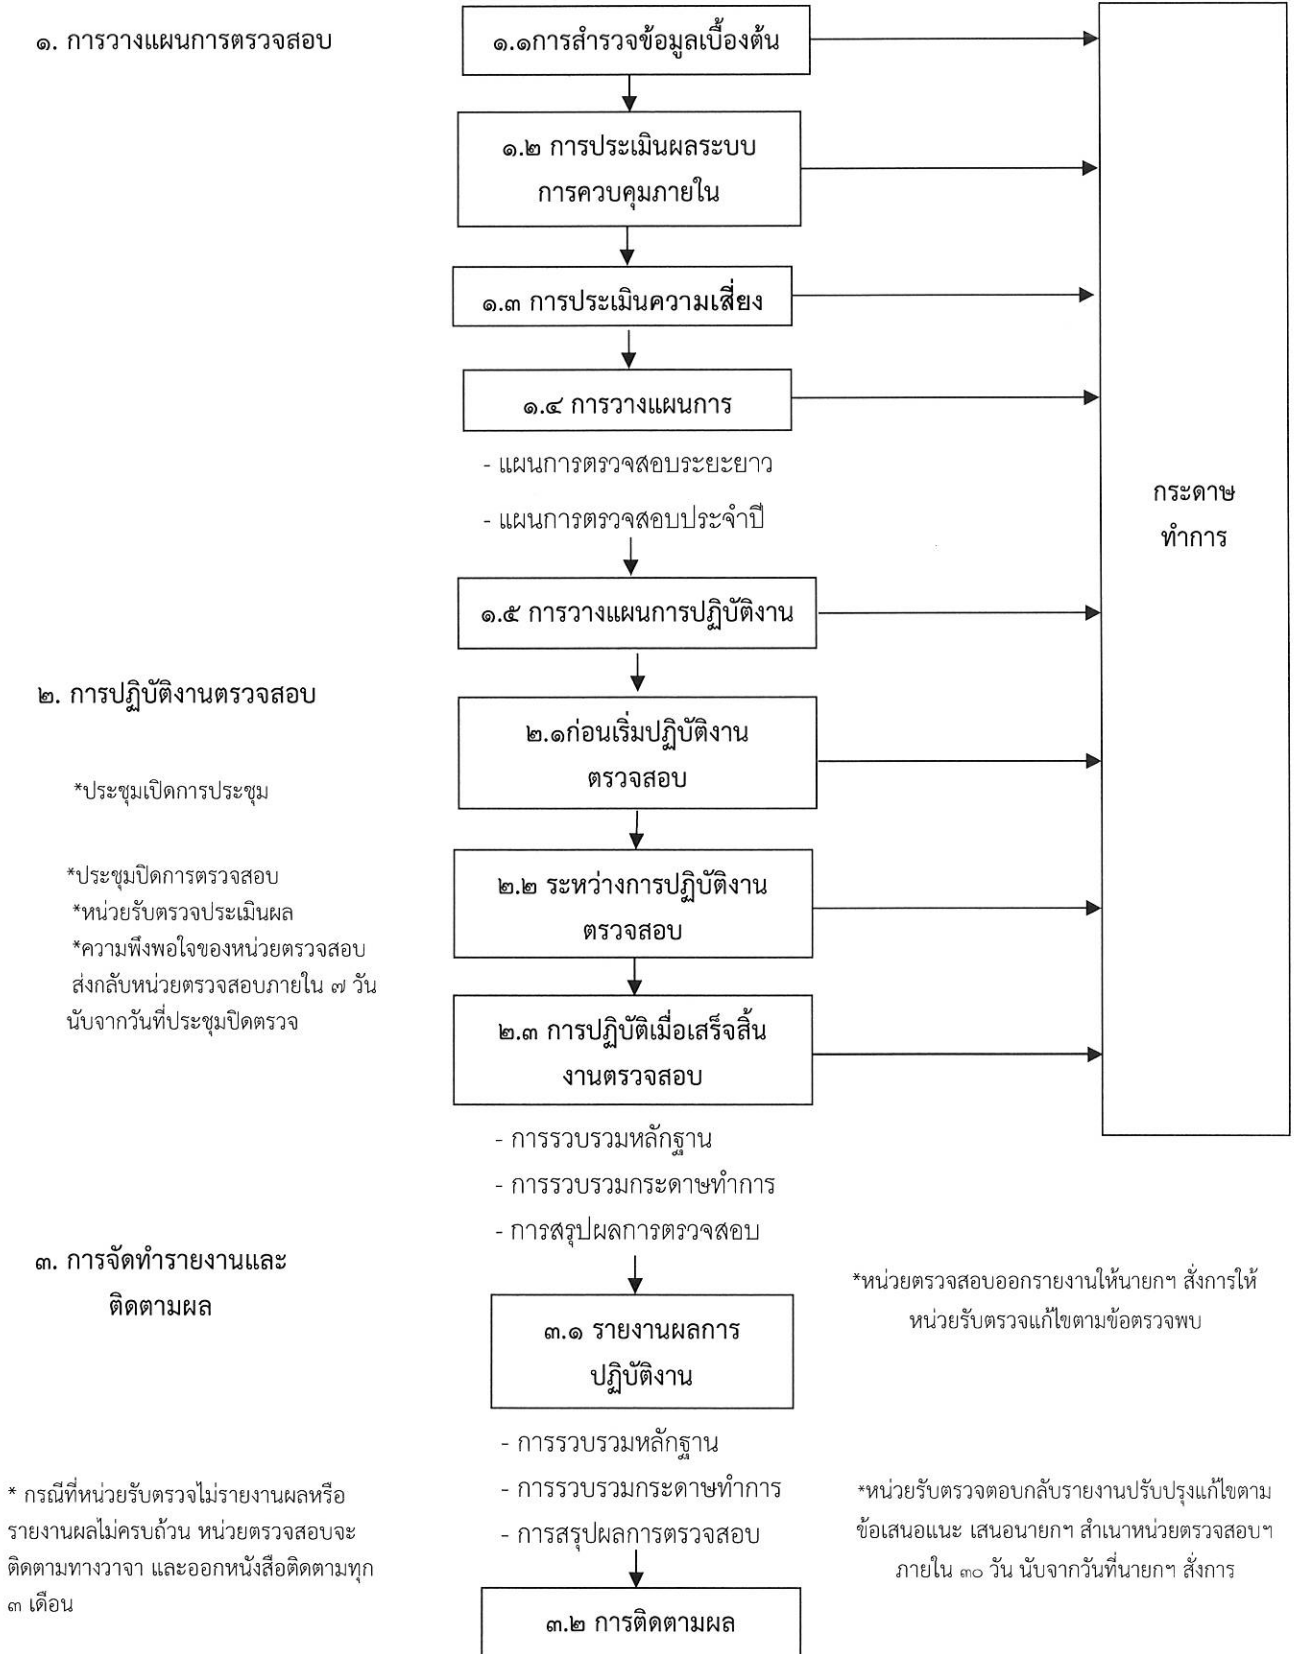 ๑. การวางแผนการตรวจสอบ
๑.๑การสำรวจข้อมูลเบื้องต้น
๑.๒ การประเมินผลระบบ
การควบคุมภายใน
๑.๓ การประเมินความเสี่ยง
๑.๔ การวางแผนการ
- แผนการตรวจสอบระยะยาว
- แผนการตรวจสอบประจำปี
กระดาษ
ทำการ
๑.๕ การวางแผนการปฏิบัติงาน
๒. การปฏิบัติงานตรวจสอบ
๒.๑ก่อนเริ่มปฏิบัติงาน
ตรวจสอบ
*ประชุมเปิดการประชุม
*ประชุมปิดการตรวจสอบ
*หน่วยรับตรวจประเมินผล
*ความพึงพอใจของหน่วยตรวจสอบ
ส่งกลับหน่วยตรวจสอบภายใน ๗ วัน
นับจากวันที่ประชุมปิดตรวจ
๒.๒ ระหว่างการปฏิบัติงาน
ตรวจสอบ
๒.๓ การปฏิบัติเมื่อเสร็จสิ้น
งานตรวจสอบ
- การรวบรวมหลักฐาน
- การรวบรวมกระดาษทำการ
- การสรุปผลการตรวจสอบ
๓. การจัดทำรายงานและ
ติดตามผล
๓.๑ รายงานผลการ
ปฏิบัติงาน
*หน่วยตรวจสอบออกรายงานให้นายกฯ สั่งการให้
หน่วยรับตรวจแก้ไขตามข้อตรวจพบ
- การรวบรวมหลักฐาน
- การรวบรวมกระดาษทำการ
- การสรุปผลการตรวจสอบ
* กรณีที่หน่วยรับตรวจไม่รายงานผลหรือ
รายงานผลไม่ครบถ้วน หน่วยตรวจสอบจะ
ติดตามทางวาจา และออกหนังสือติดตามทุก
๓ เดือน
*หน่วยรับตรวจตอบกลับรายงานปรับปรุงแก้ไขตาม
ข้อเสนอแนะ เสนอนายกฯ สำเนาหน่วยตรวจสอบฯ
ภายใน ๓๐ วัน นับจากวันที่นายกฯ สั่งการ
๓.๒ การติดตามผล